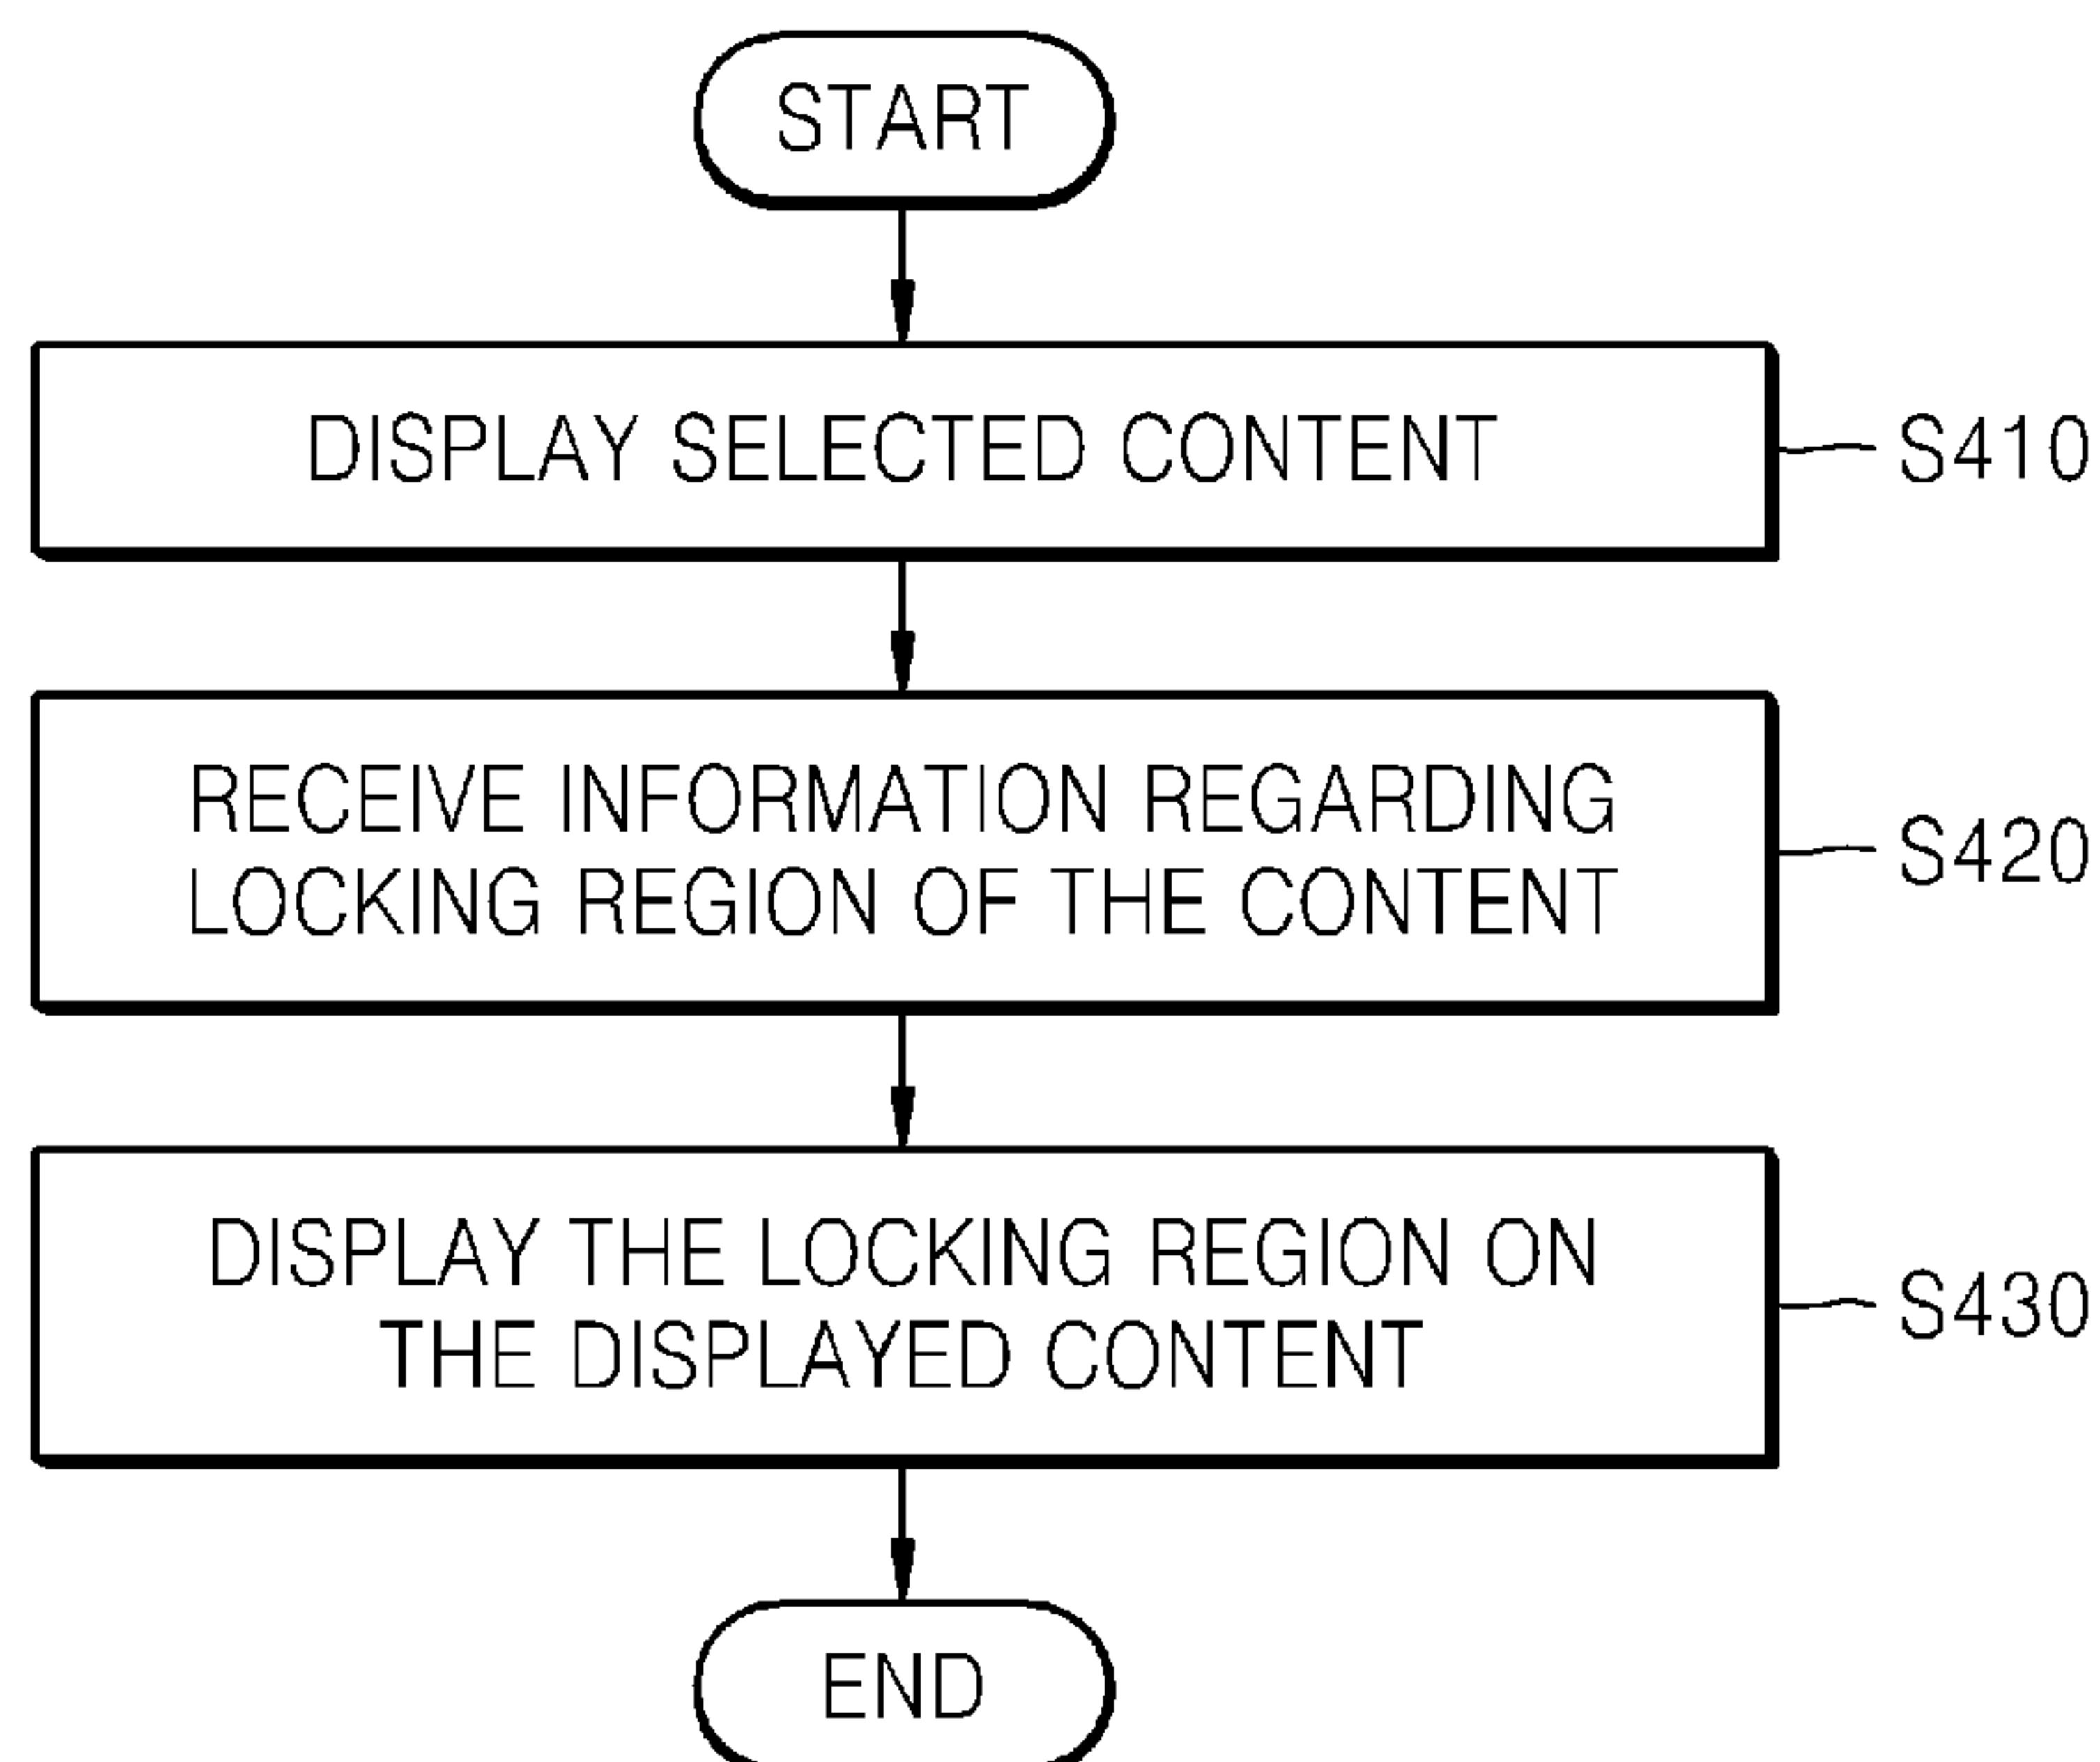 START
DISPLAY SELECTED CONTENT
S410
RECEIVE INFORMATION REGARDING
LOCKING REGION OF THE CONTENT
S420
DISPLAY THE LOCKING REGION ON
THE DISPLAYED CONTENT
S430
END